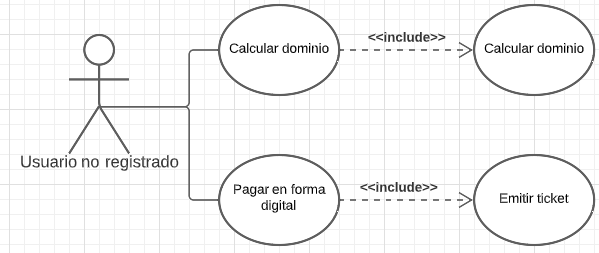 <<include>>
Calcular dominio
Calcular dominio
Usuario no registrado
<<include>>
Pagar en forma
digital
Emitir ticket